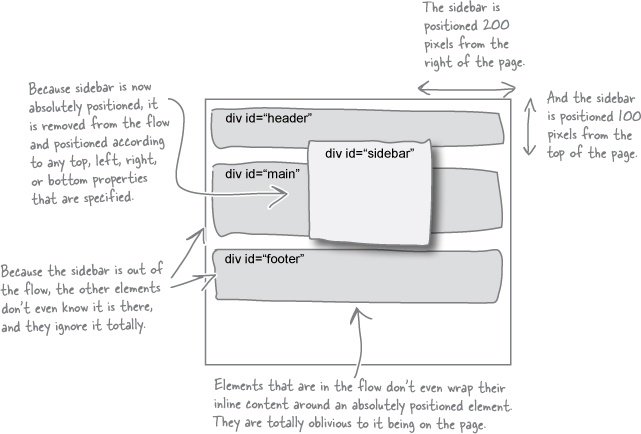 The sidebar is
positioned 200
pixels from the
right of the page.
Because sidebar is now
absolutely positioned, it
is removed from the flow
and positioned according
to any top, left, right,
or bottom properties
that are specified.
And the sidebar
is positioned 100
pixels from the
top of the page.
div id=“header”
div id=“sidebar”
div id=“main”
div id=“footer”
Because the sidebar is out of
the flow, the other elements
don’t even know it is there,
and they ignore it totally.
Elements that are in the flow don’t even wrap their
inline content around an absolutely positioned element.
They are totally oblivious to it being on the page.